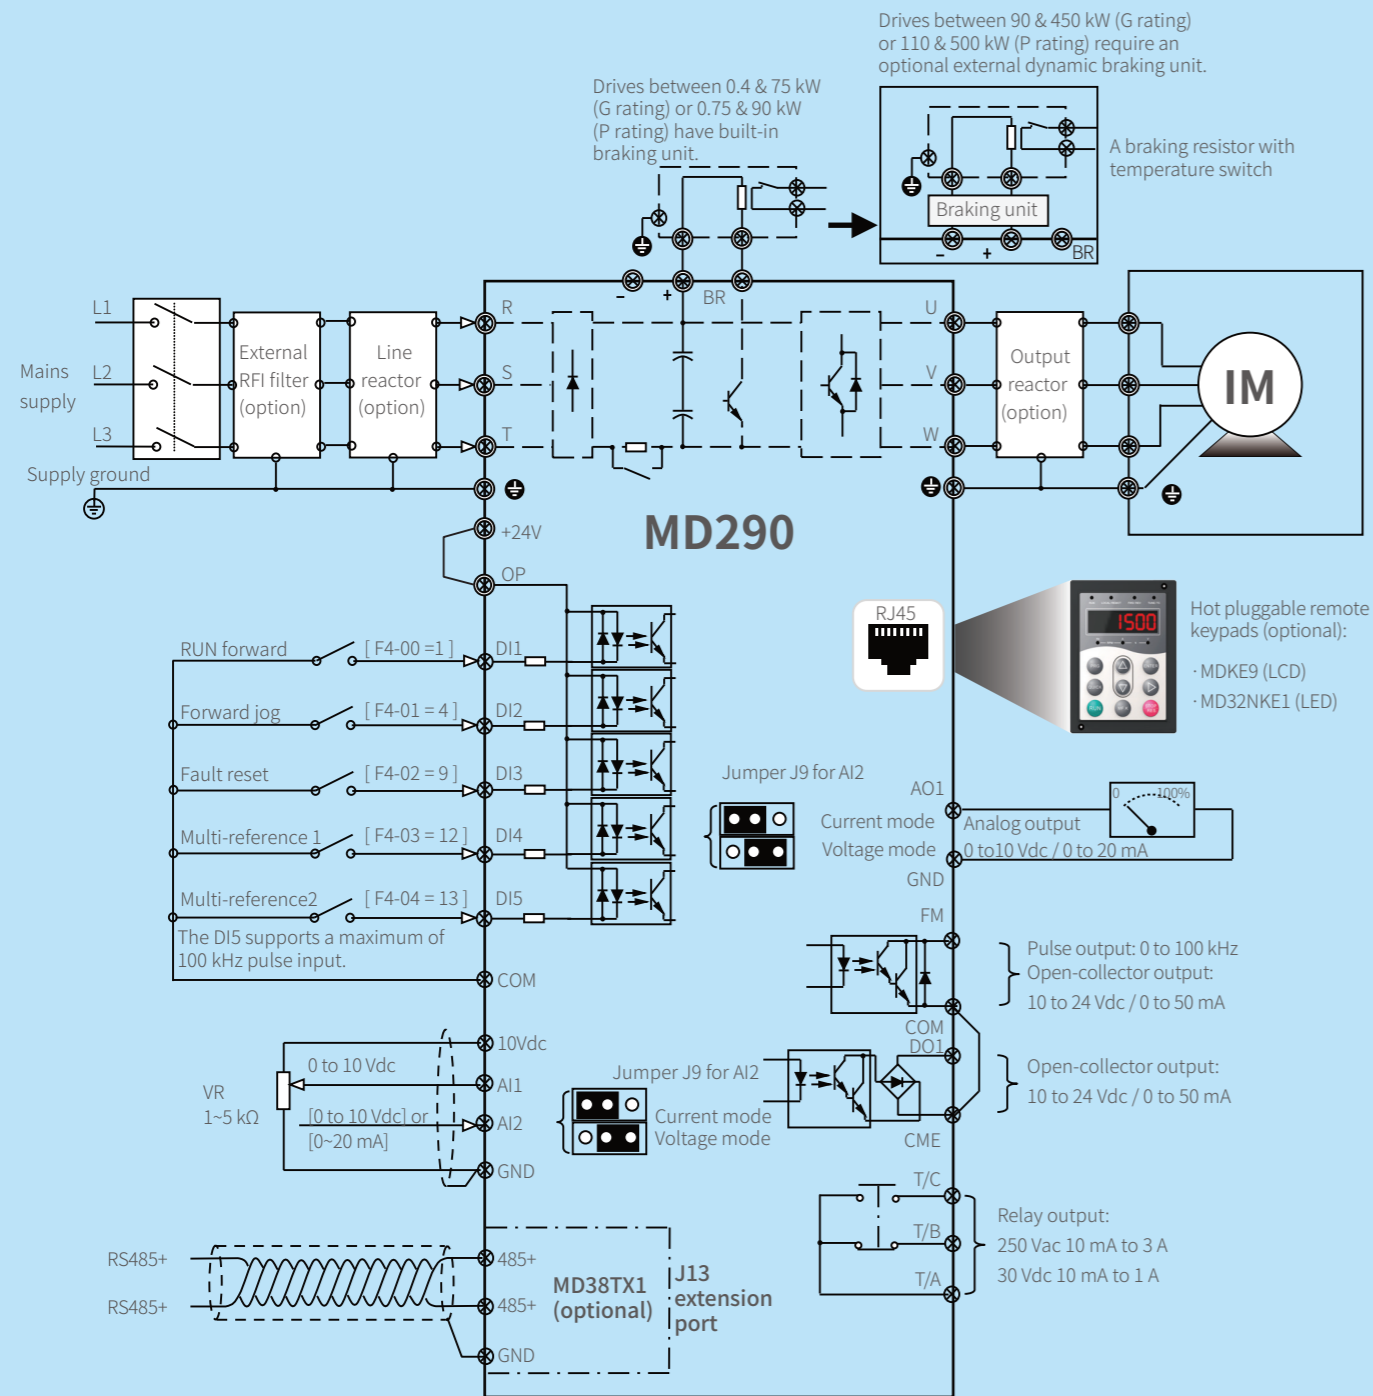 Drives between 90 & 450 kW (G rating)
or 110 & 500 kW (P rating) require an
optional external dynamic braking unit.
Drives between 0.4 & 75 kW
(G rating) or 0.75 & 90 kW
(P rating) have built-in
braking unit.
A braking resistor with
temperature switch
Braking unit
–
+
BR
–
+
BR
L1
L2
L3
Mains
supply
Supply ground
External
RFI filter
(option)
Line
reactor
(option)
R
S
T
U
V
W
Output
reactor
(option)
IM
MD290
+24V
OP
RUN forward
[ F4-00 =1 ]
DI1
Forward jog
[ F4-01 = 4 ]
DI2
Fault reset
[ F4-02 = 9 ]
DI3
Multi-reference 1
[ F4-03 = 12 ]
DI4
Multi-reference2
[ F4-04 = 13 ]
DI5
The DI5 supports a maximum of
100 kHz pulse input.
COM
RJ45
1500
Hot pluggable remote
keypads (optional):
· MDKE9 (LCD)
· MD32NKE1 (LED)
Jumper J9 for AI2
Current mode
Voltage mode
AO1
GND
0
100%
Analog output
0 to10 Vdc / 0 to 20 mA
FM
COM
Pulse output: 0 to 100 kHz
Open-collector output:
10 to 24 Vdc / 0 to 50 mA
DO1
CME
Open-collector output:
10 to 24 Vdc / 0 to 50 mA
10Vdc
0 to 10 Vdc
AI1
VR
1~5 kΩ
[0 to 10 Vdc] or
[0~20 mA]
AI2
GND
Jumper J9 for AI2
Current mode
Voltage mode
T/C
T/B
T/A
Relay output:
250 Vac 10 mA to 3 A
30 Vdc 10 mA to 1 A
RS485+
RS485+
485+
485+
GND
MD38TX1
(optional)
J13
extension
port